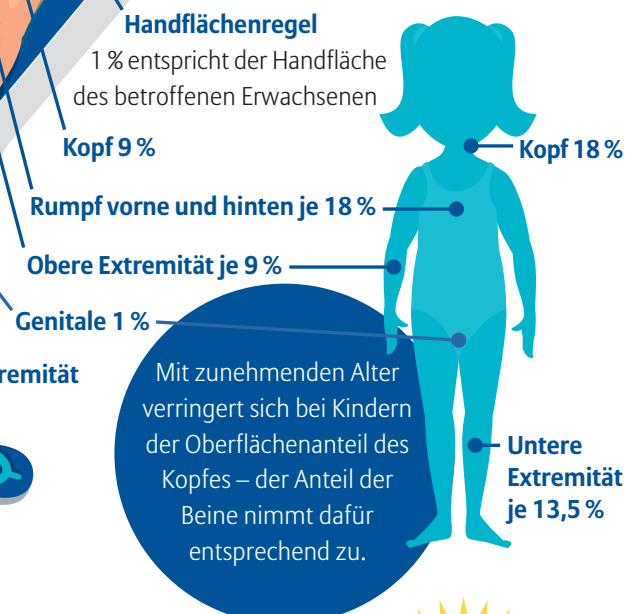 Handflächenregel
1 % entspricht der Handfläche
des betroffenen Erwachsenen
Kopf 9 %
Kopf 18 %
Rumpf vorne und hinten je 18 %
Obere Extremität je 9 %
Genitale 1 %
remität
Mit zunehmenden Alter
verringert sich bei Kindern
der Oberflächenanteil des
Kopfes – der Anteil der
Beine nimmt dafür
entsprechend zu.
Untere
Extremität
je 13,5 %